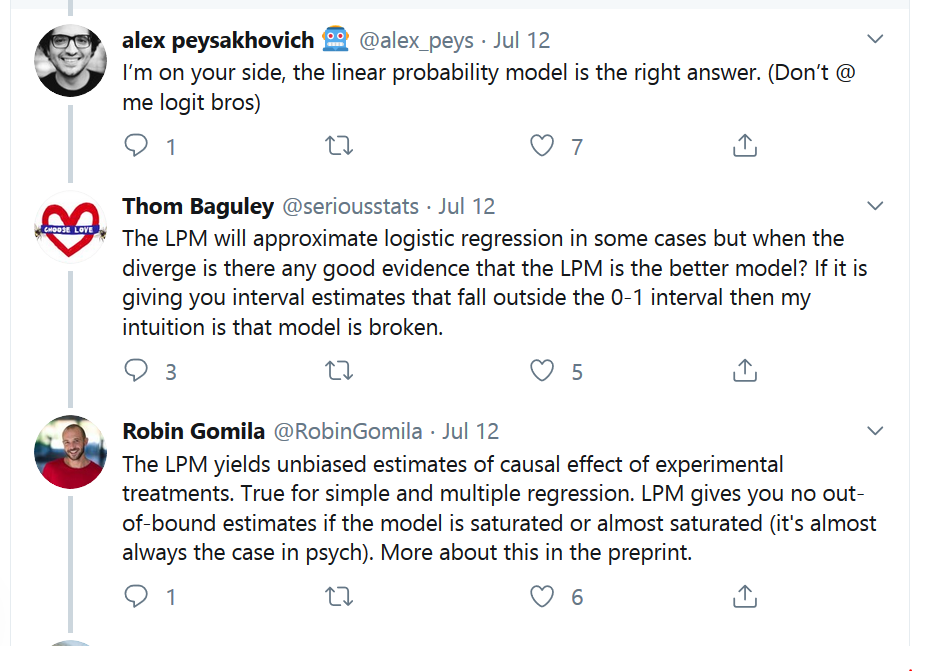 alex peysakhovich 🤖 @alex_peys · Jul 12
I’m on your side, the linear probability model is the right answer. (Don’t @
me logit bros)
1 7
CHOOSE LOVE
Thom Baguley @seriousstats · Jul 12
The LPM will approximate logistic regression in some cases but when the
diverge is there any good evidence that the LPM is the better model? If it is
giving you interval estimates that fall outside the 0-1 interval then my
intuition is that model is broken.
3 5
Robin Gomila @RobinGomila · Jul 12
The LPM yields unbiased estimates of causal effect of experimental
treatments. True for simple and multiple regression. LPM gives you no out-
of-bound estimates if the model is saturated or almost saturated (it's almost
always the case in psych). More about this in the preprint.
1 6